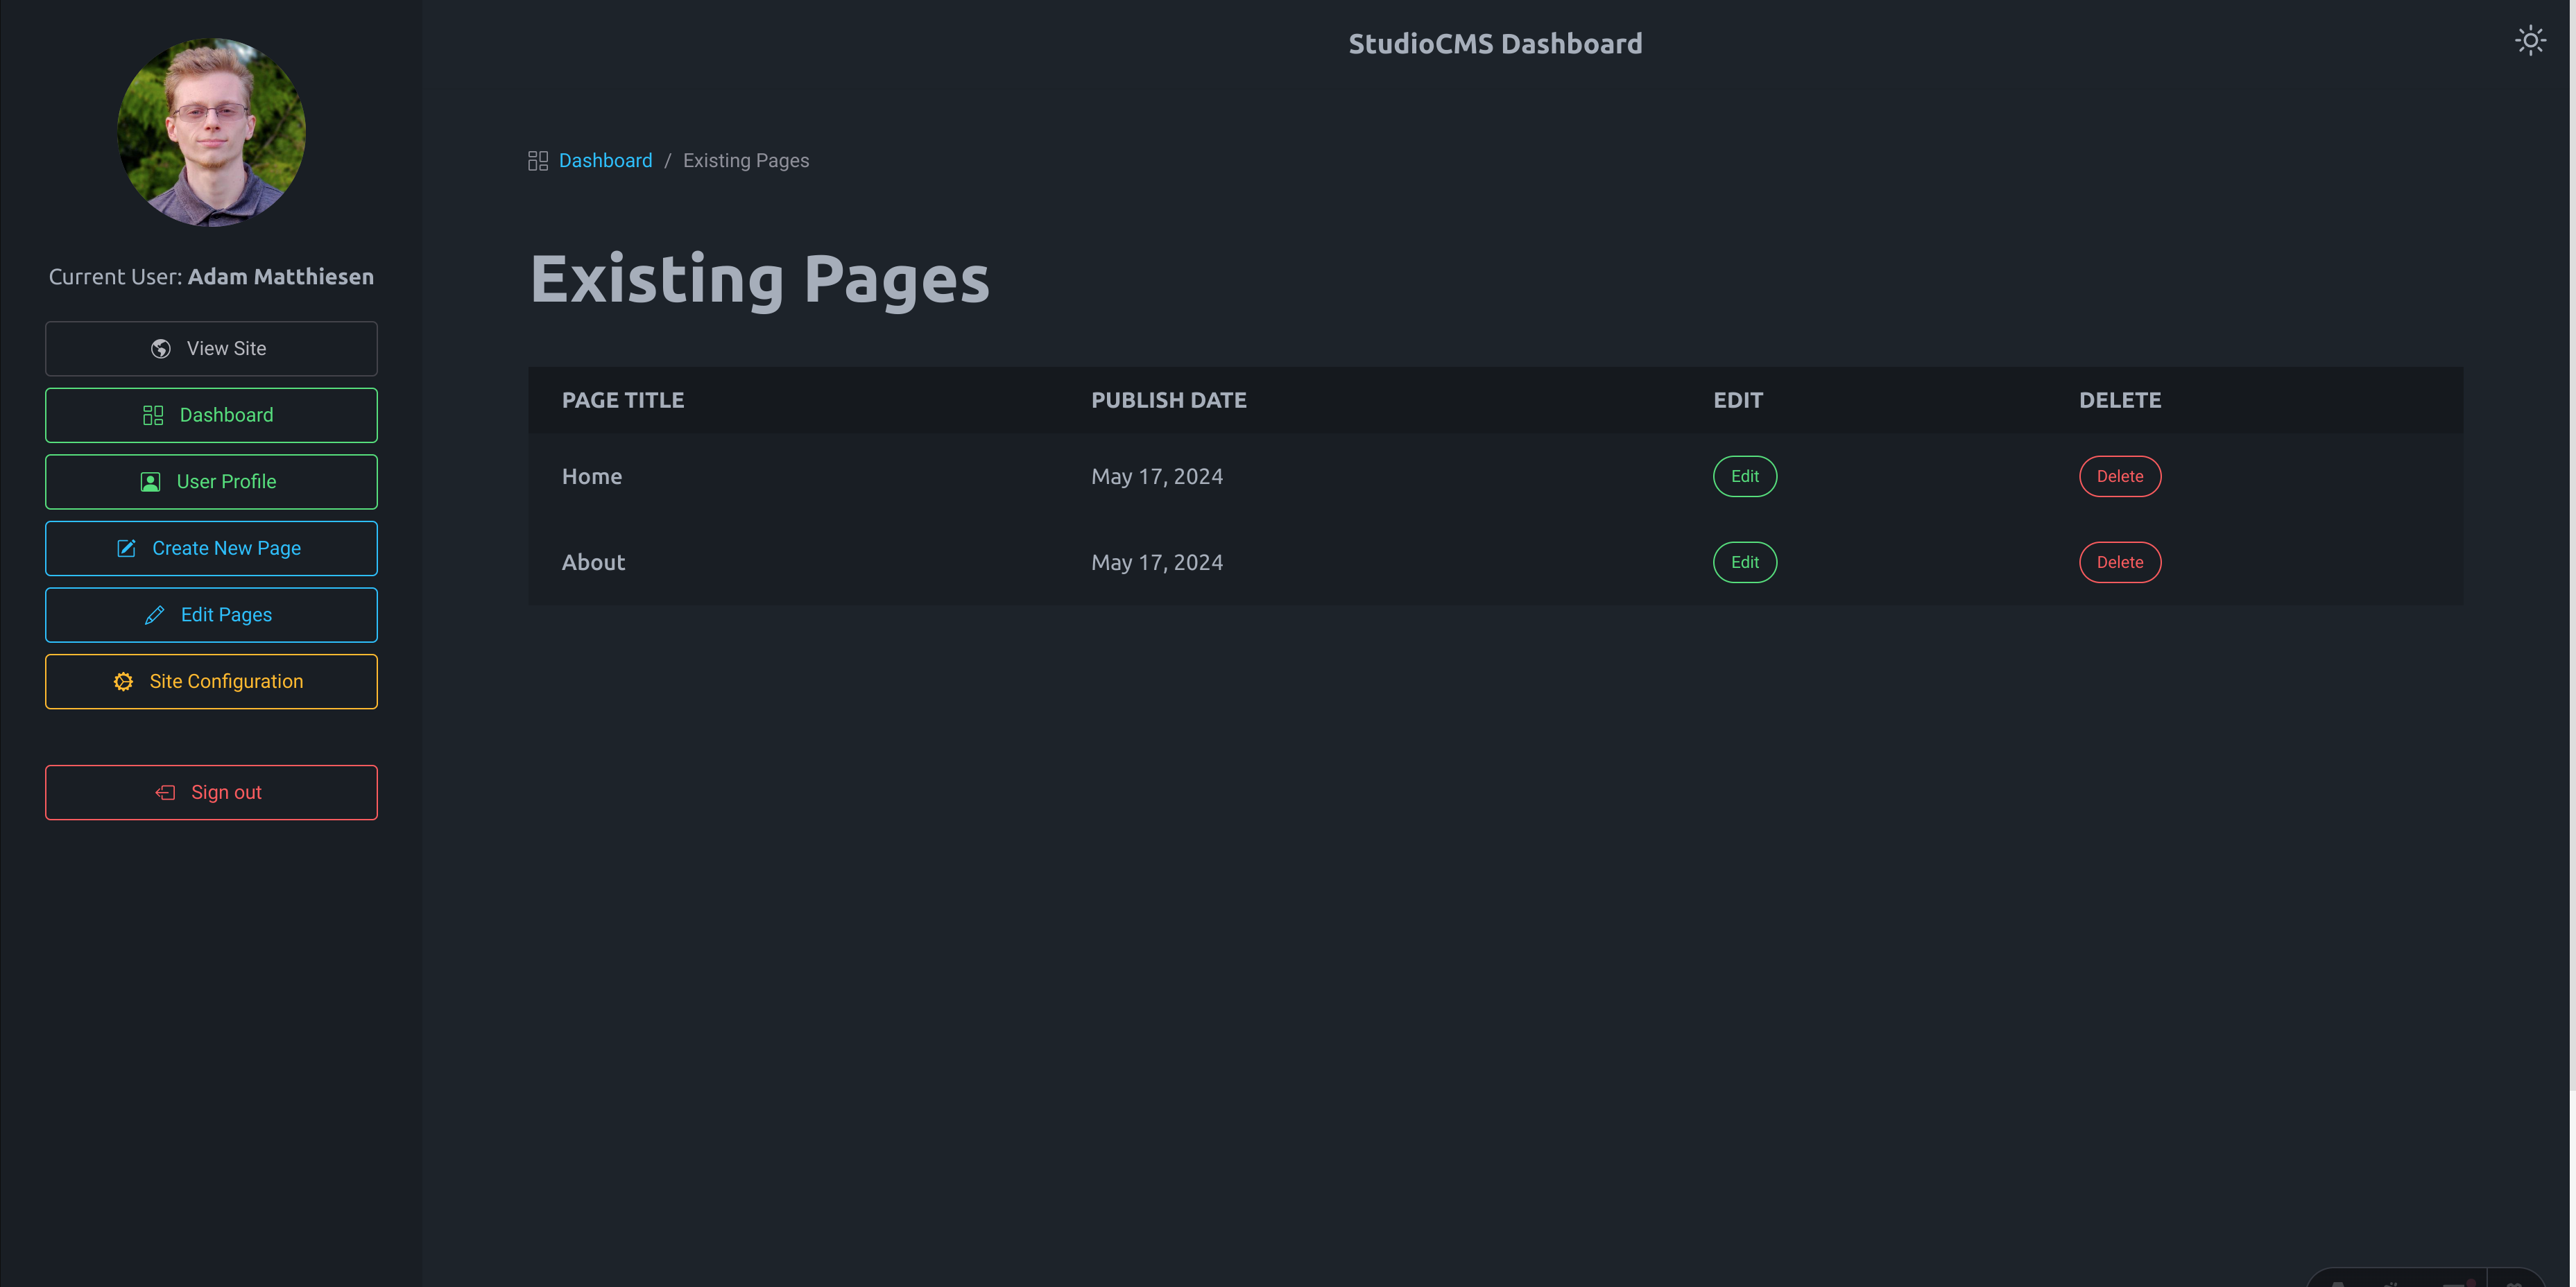 StudioCMS Dashboard
Current User: Adam Matthiesen
View Site
Dashboard
User Profile
Create New Page
Edit Pages
Site Configuration
Sign out
Dashboard / Existing Pages
Existing Pages
PAGE TITLE PUBLISH DATE EDIT DELETE
Home May 17, 2024 Edit Delete
About May 17, 2024 Edit Delete